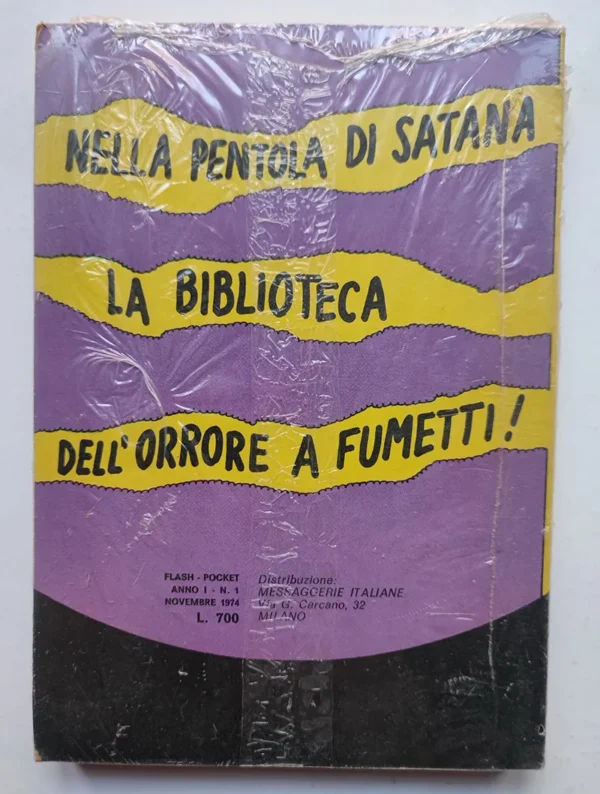 NELLA PENTOLA DI SATANA
LA BIBLIOTECA
DELL'ORRORE A FUMETTI!
FLASH - POCKET
ANNO I - N. 1
NOVEMBRE 1974
L. 700
Distribuzione:
MESSAGGERIE ITALIANE
Via G. Carcano, 32
MILANO